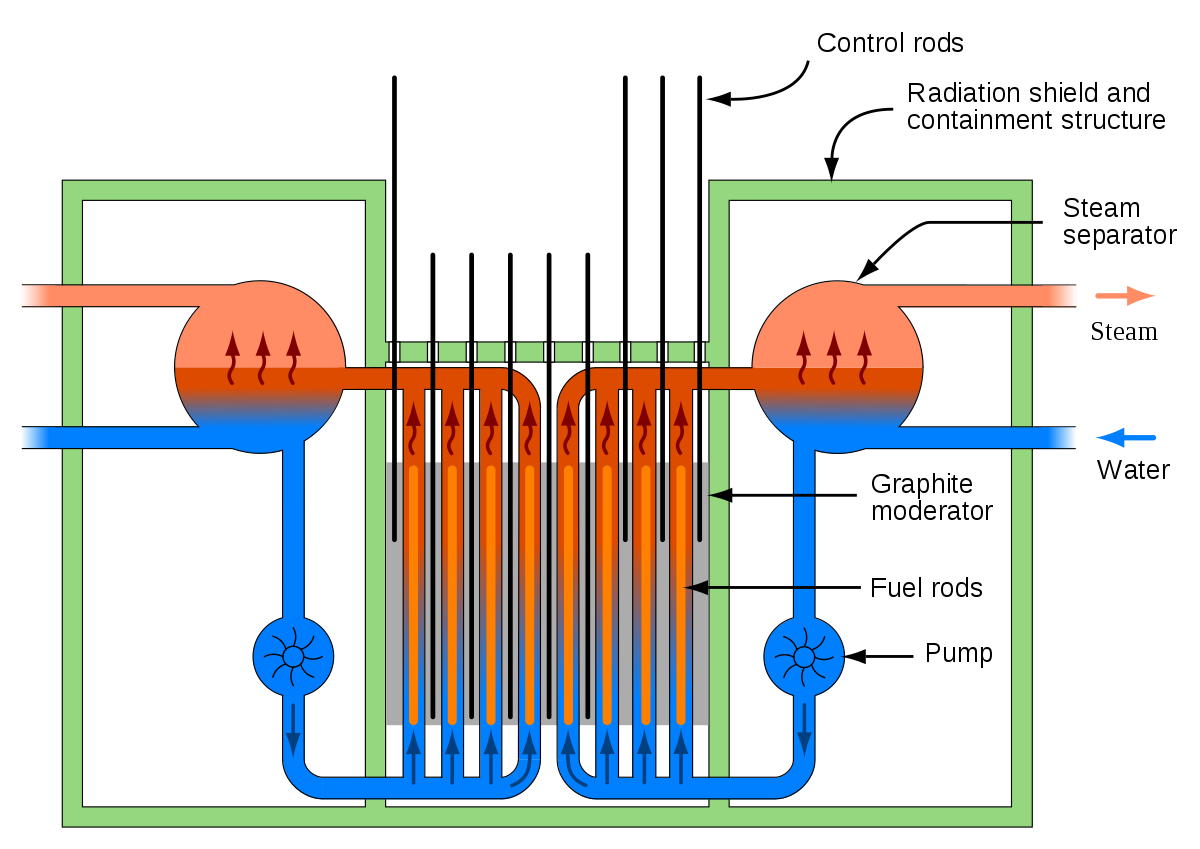 Control rods
Radiation shield and
containment structure
Steam
separator
Steam
Water
Graphite
moderator
Fuel rods
Pump